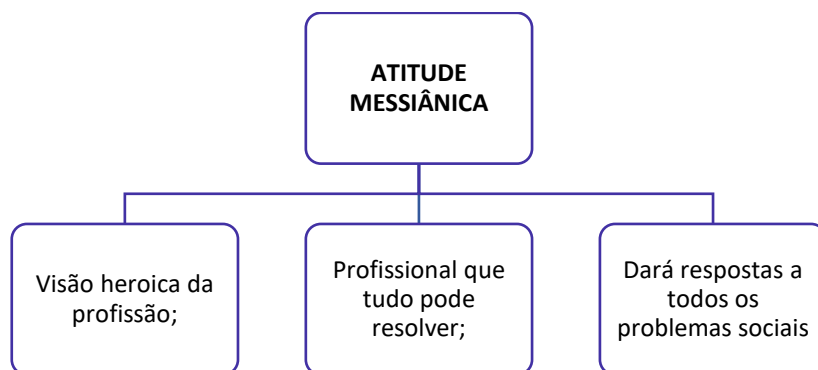 ATITUDE
MESSIÂNICA
Visão heroica da
profissão;
Profissional que
tudo pode
resolver;
Dará respostas a
todos os
problemas sociais